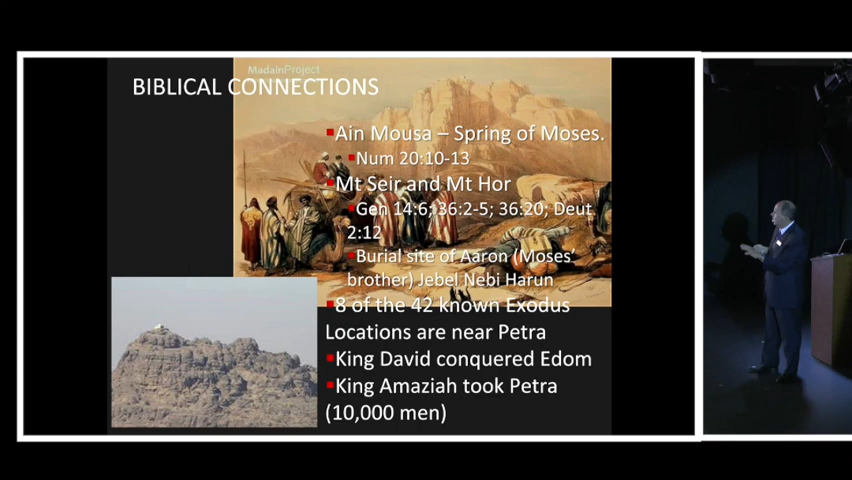 MadainProject
BIBLICAL CONNECTIONS
▪Ain Mousa – Spring of Moses.
▪Num 20:10-13
▪Mt Seir and Mt Hor
▪Gen 14:6; 36:2-5; 36:20; Deut
2:12
▪Burial site of Aaron (Moses'
brother) Jebel Nebi Harun
▪8 of the 42 known Exodus
Locations are near Petra
▪King David conquered Edom
▪King Amaziah took Petra
(10,000 men)